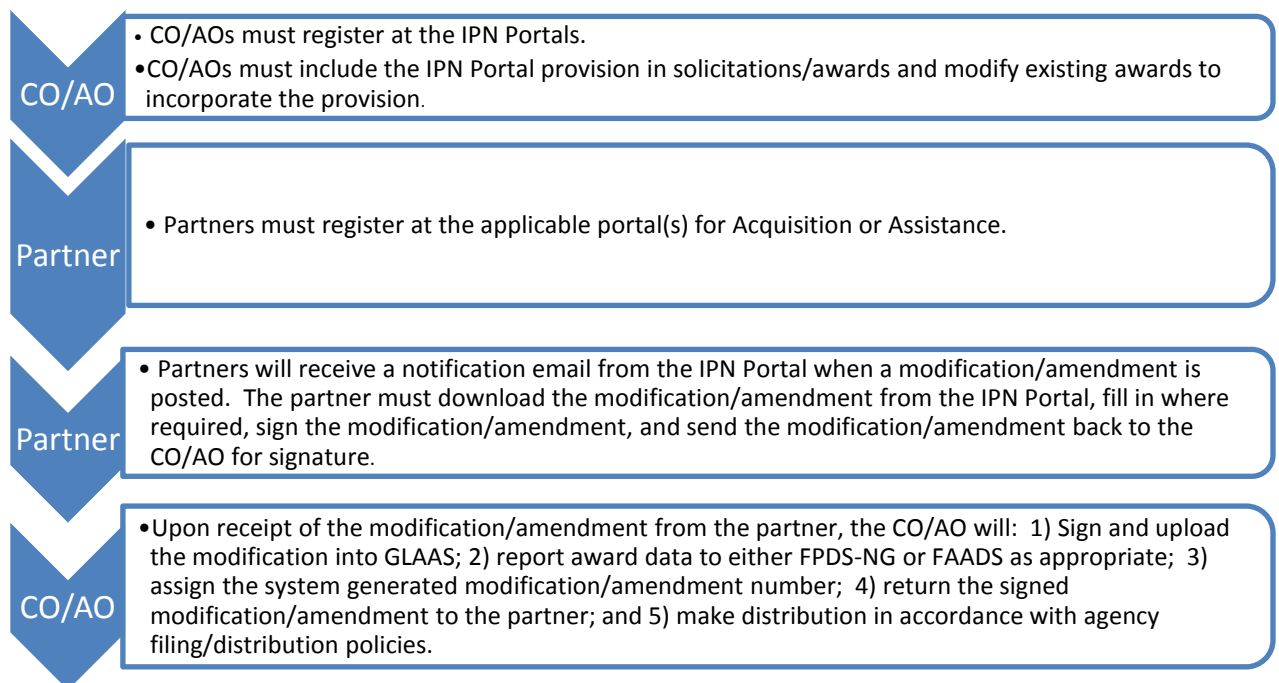 • CO/AOs must register at the IPN Portals.
•CO/AOs must include the IPN Portal provision in solicitations/awards and modify existing awards to
incorporate the provision.
CO/AO
• Partners must register at the applicable portal(s) for Acquisition or Assistance.
Partner
• Partners will receive a notification email from the IPN Portal when a modification/amendment is
posted.  The partner must download the modification/amendment from the IPN Portal, fill in where
required, sign the modification/amendment, and send the modification/amendment back to the
CO/AO for signature.
Partner
•Upon receipt of the modification/amendment from the partner, the CO/AO will:  1) Sign and upload
the modification into GLAAS; 2) report award data to either FPDS-NG or FAADS as appropriate;  3)
assign the system generated modification/amendment number;  4) return the signed
modification/amendment to the partner; and 5) make distribution in accordance with agency
filing/distribution policies.
CO/AO